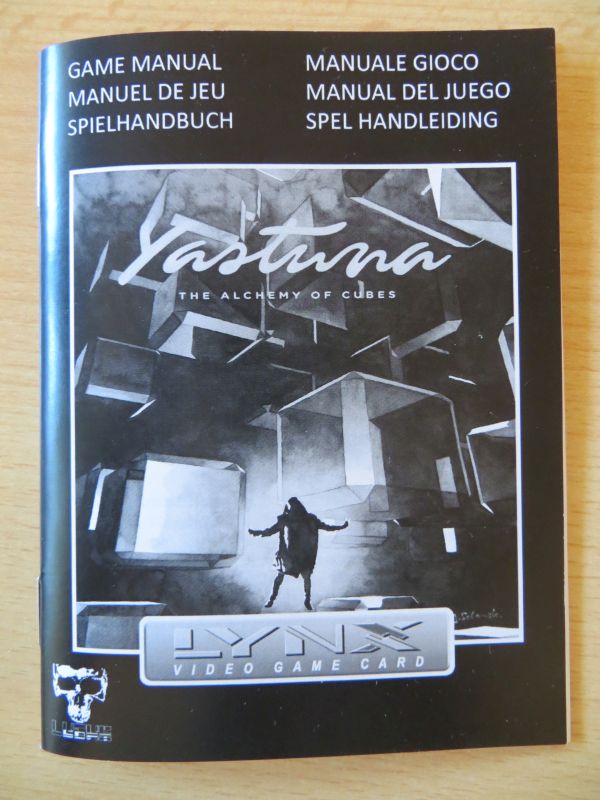 GAME MANUAL
MANUEL DE JEU
SPIELHANDBUCH
MANUALE GIOCO
MANUAL DEL JUEGO
SPEL HANDLEIDING
Yastuna
THE ALCHEMY OF CUBES
LYNX
VIDEO GAME CARD